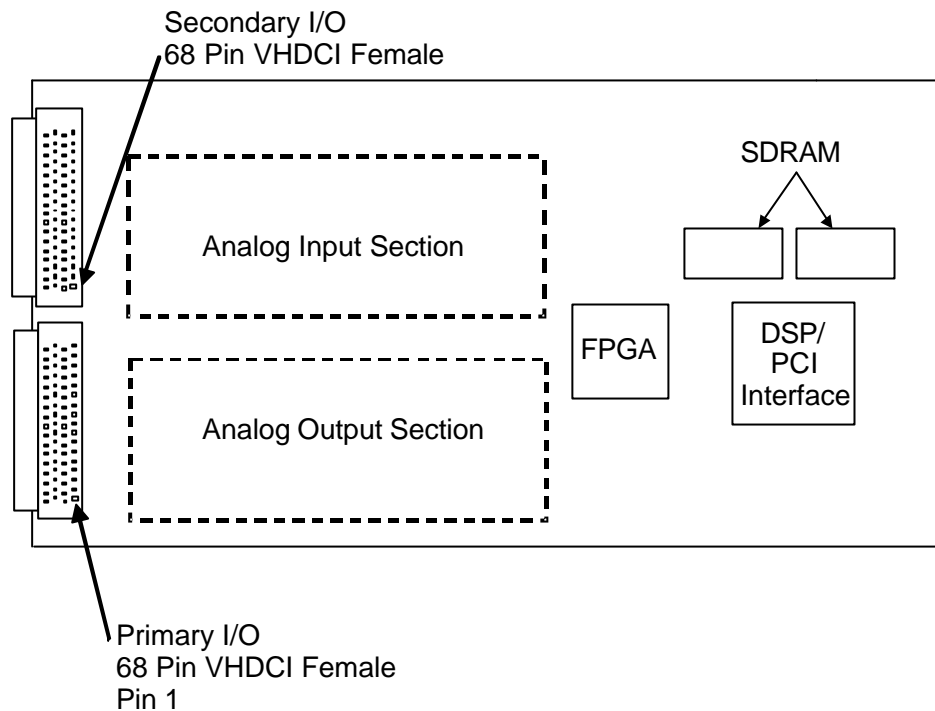 Secondary I/O
68 Pin VHDCI Female
SDRAM
Analog Input Section
FPGA
DSP/
PCI
Interface
Analog Output Section
Primary I/O
68 Pin VHDCI Female
Pin 1